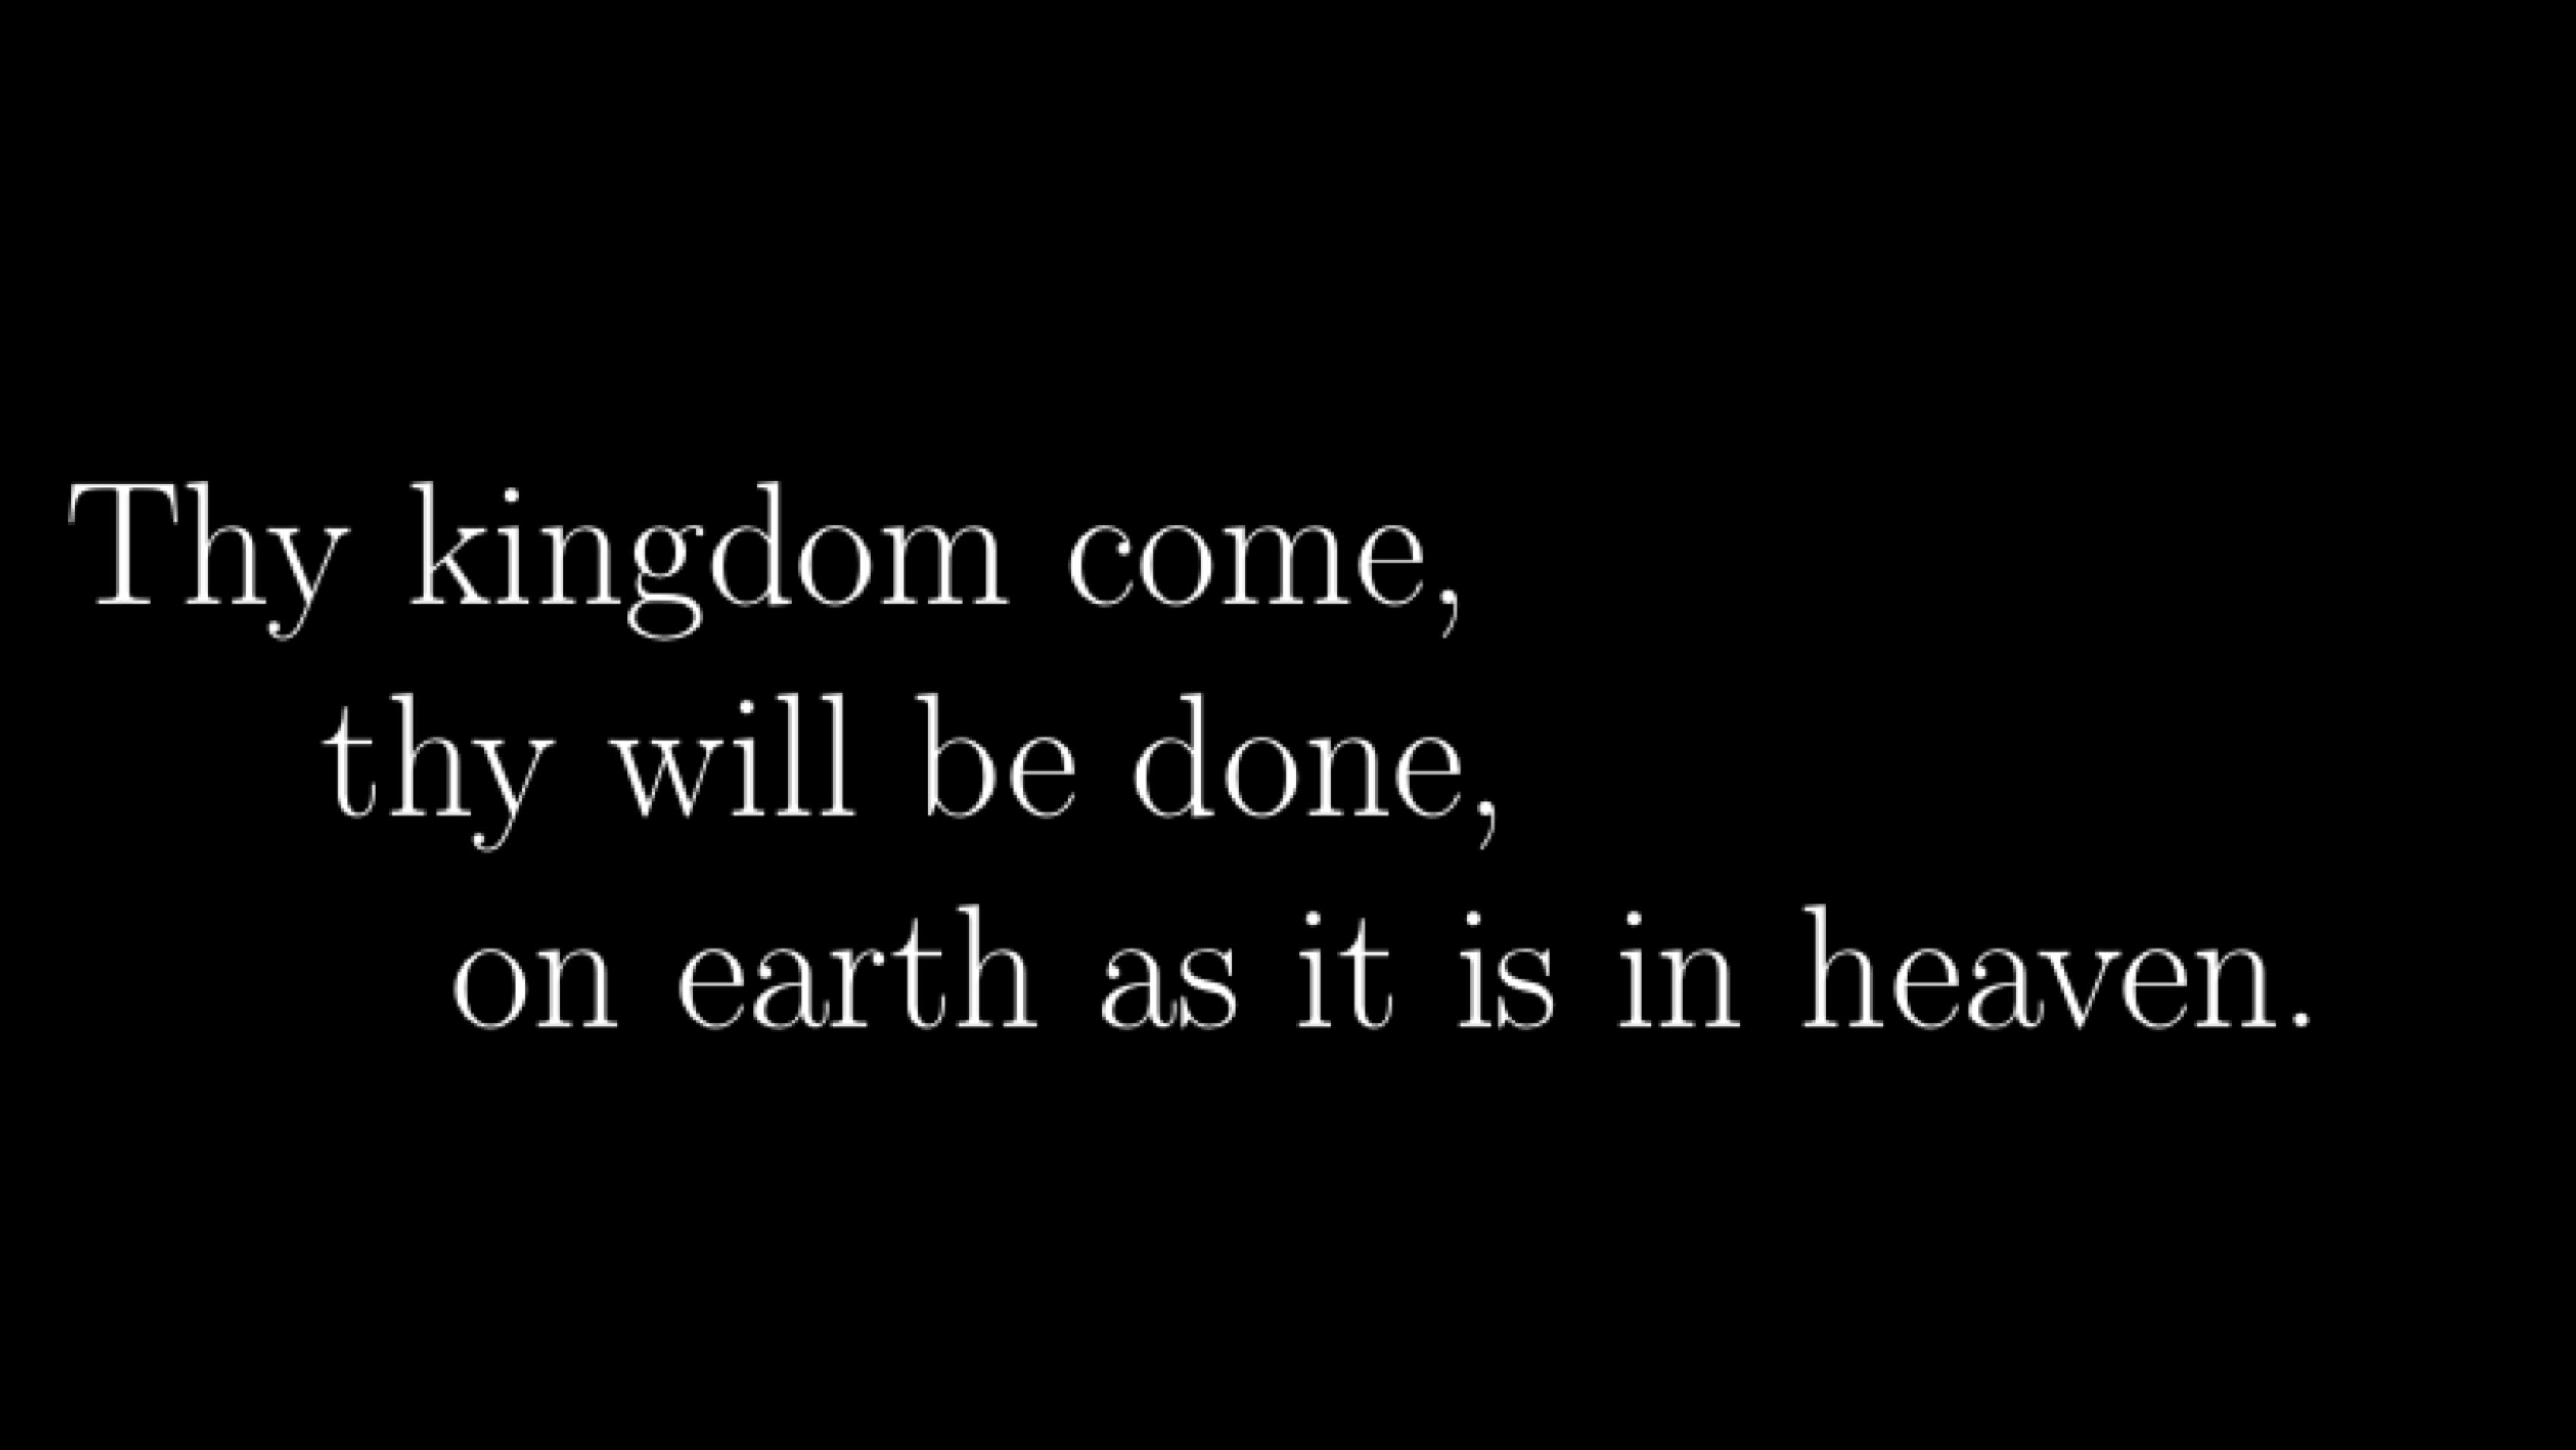 Thy kingdom come,
thy will be done,
on earth as it is in heaven.